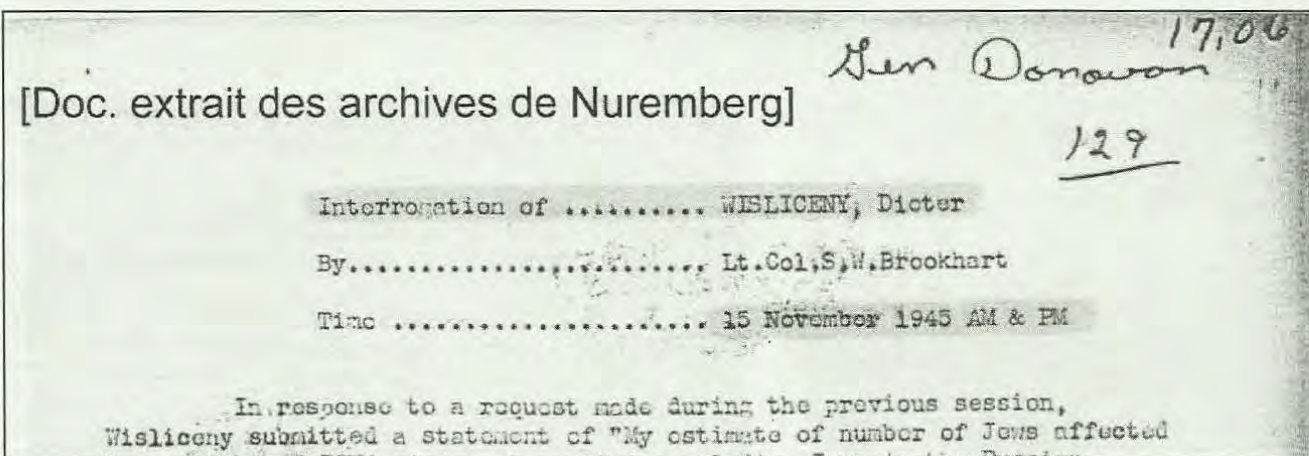 17,06
Gen Donovan
[Doc. extrait des archives de Nuremberg]
129
Interrogation of .......... WISLICENY, Dieter
By......................... Lt.Col.S.W.Brookhart
Time ...................... 15 November 1945 AM & PM
In response to a request made during the previous session,
Wisliceny submitted a statement of "My estimate of number of Jews affected